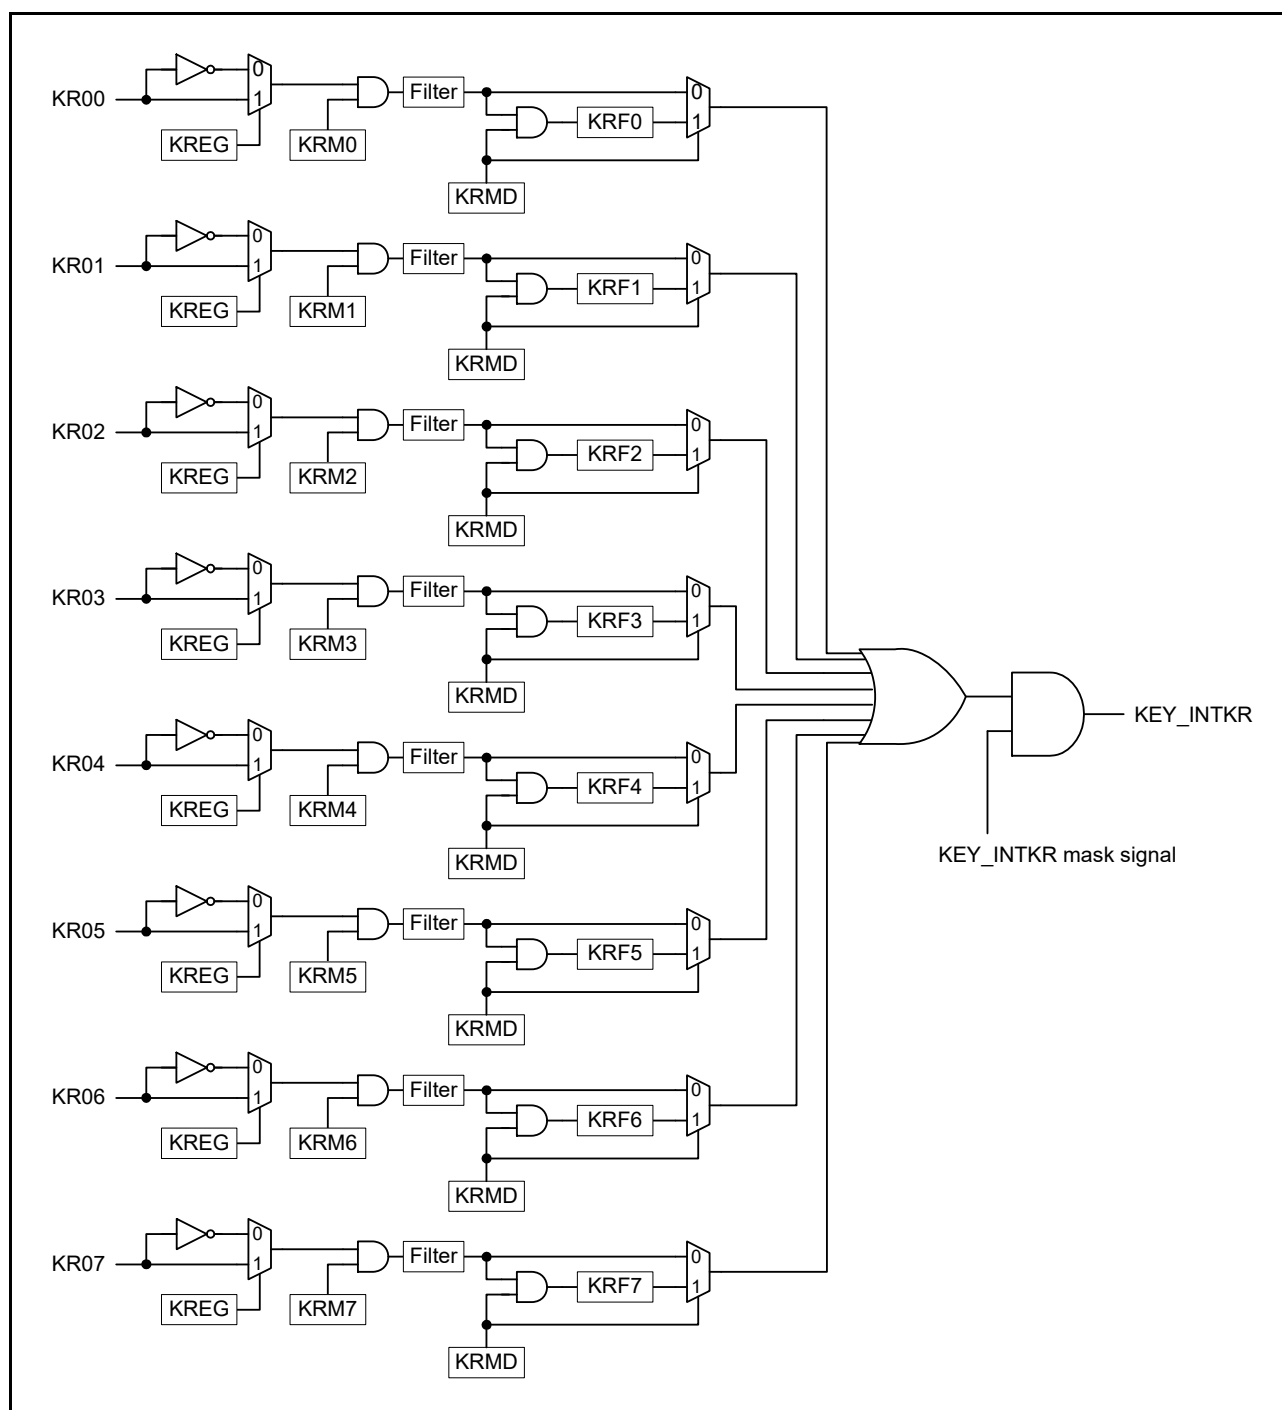 0
KR00
1
Filter
0
KREG
KRM0
KRF0
1
KRMD
0
KR01
1
Filter
0
KREG
KRM1
KRF1
1
KRMD
0
KR02
1
Filter
0
KREG
KRM2
KRF2
1
KRMD
0
KR03
1
Filter
0
KREG
KRM3
KRF3
1
KRMD
KEY_INTKR
0
KR04
1
Filter
0
KREG
KRM4
KRF4
1
KRMD
KEY_INTKR mask signal
0
KR05
1
Filter
0
KREG
KRM5
KRF5
1
KRMD
0
KR06
1
Filter
0
KREG
KRM6
KRF6
1
KRMD
0
KR07
1
Filter
0
KREG
KRM7
KRF7
1
KRMD